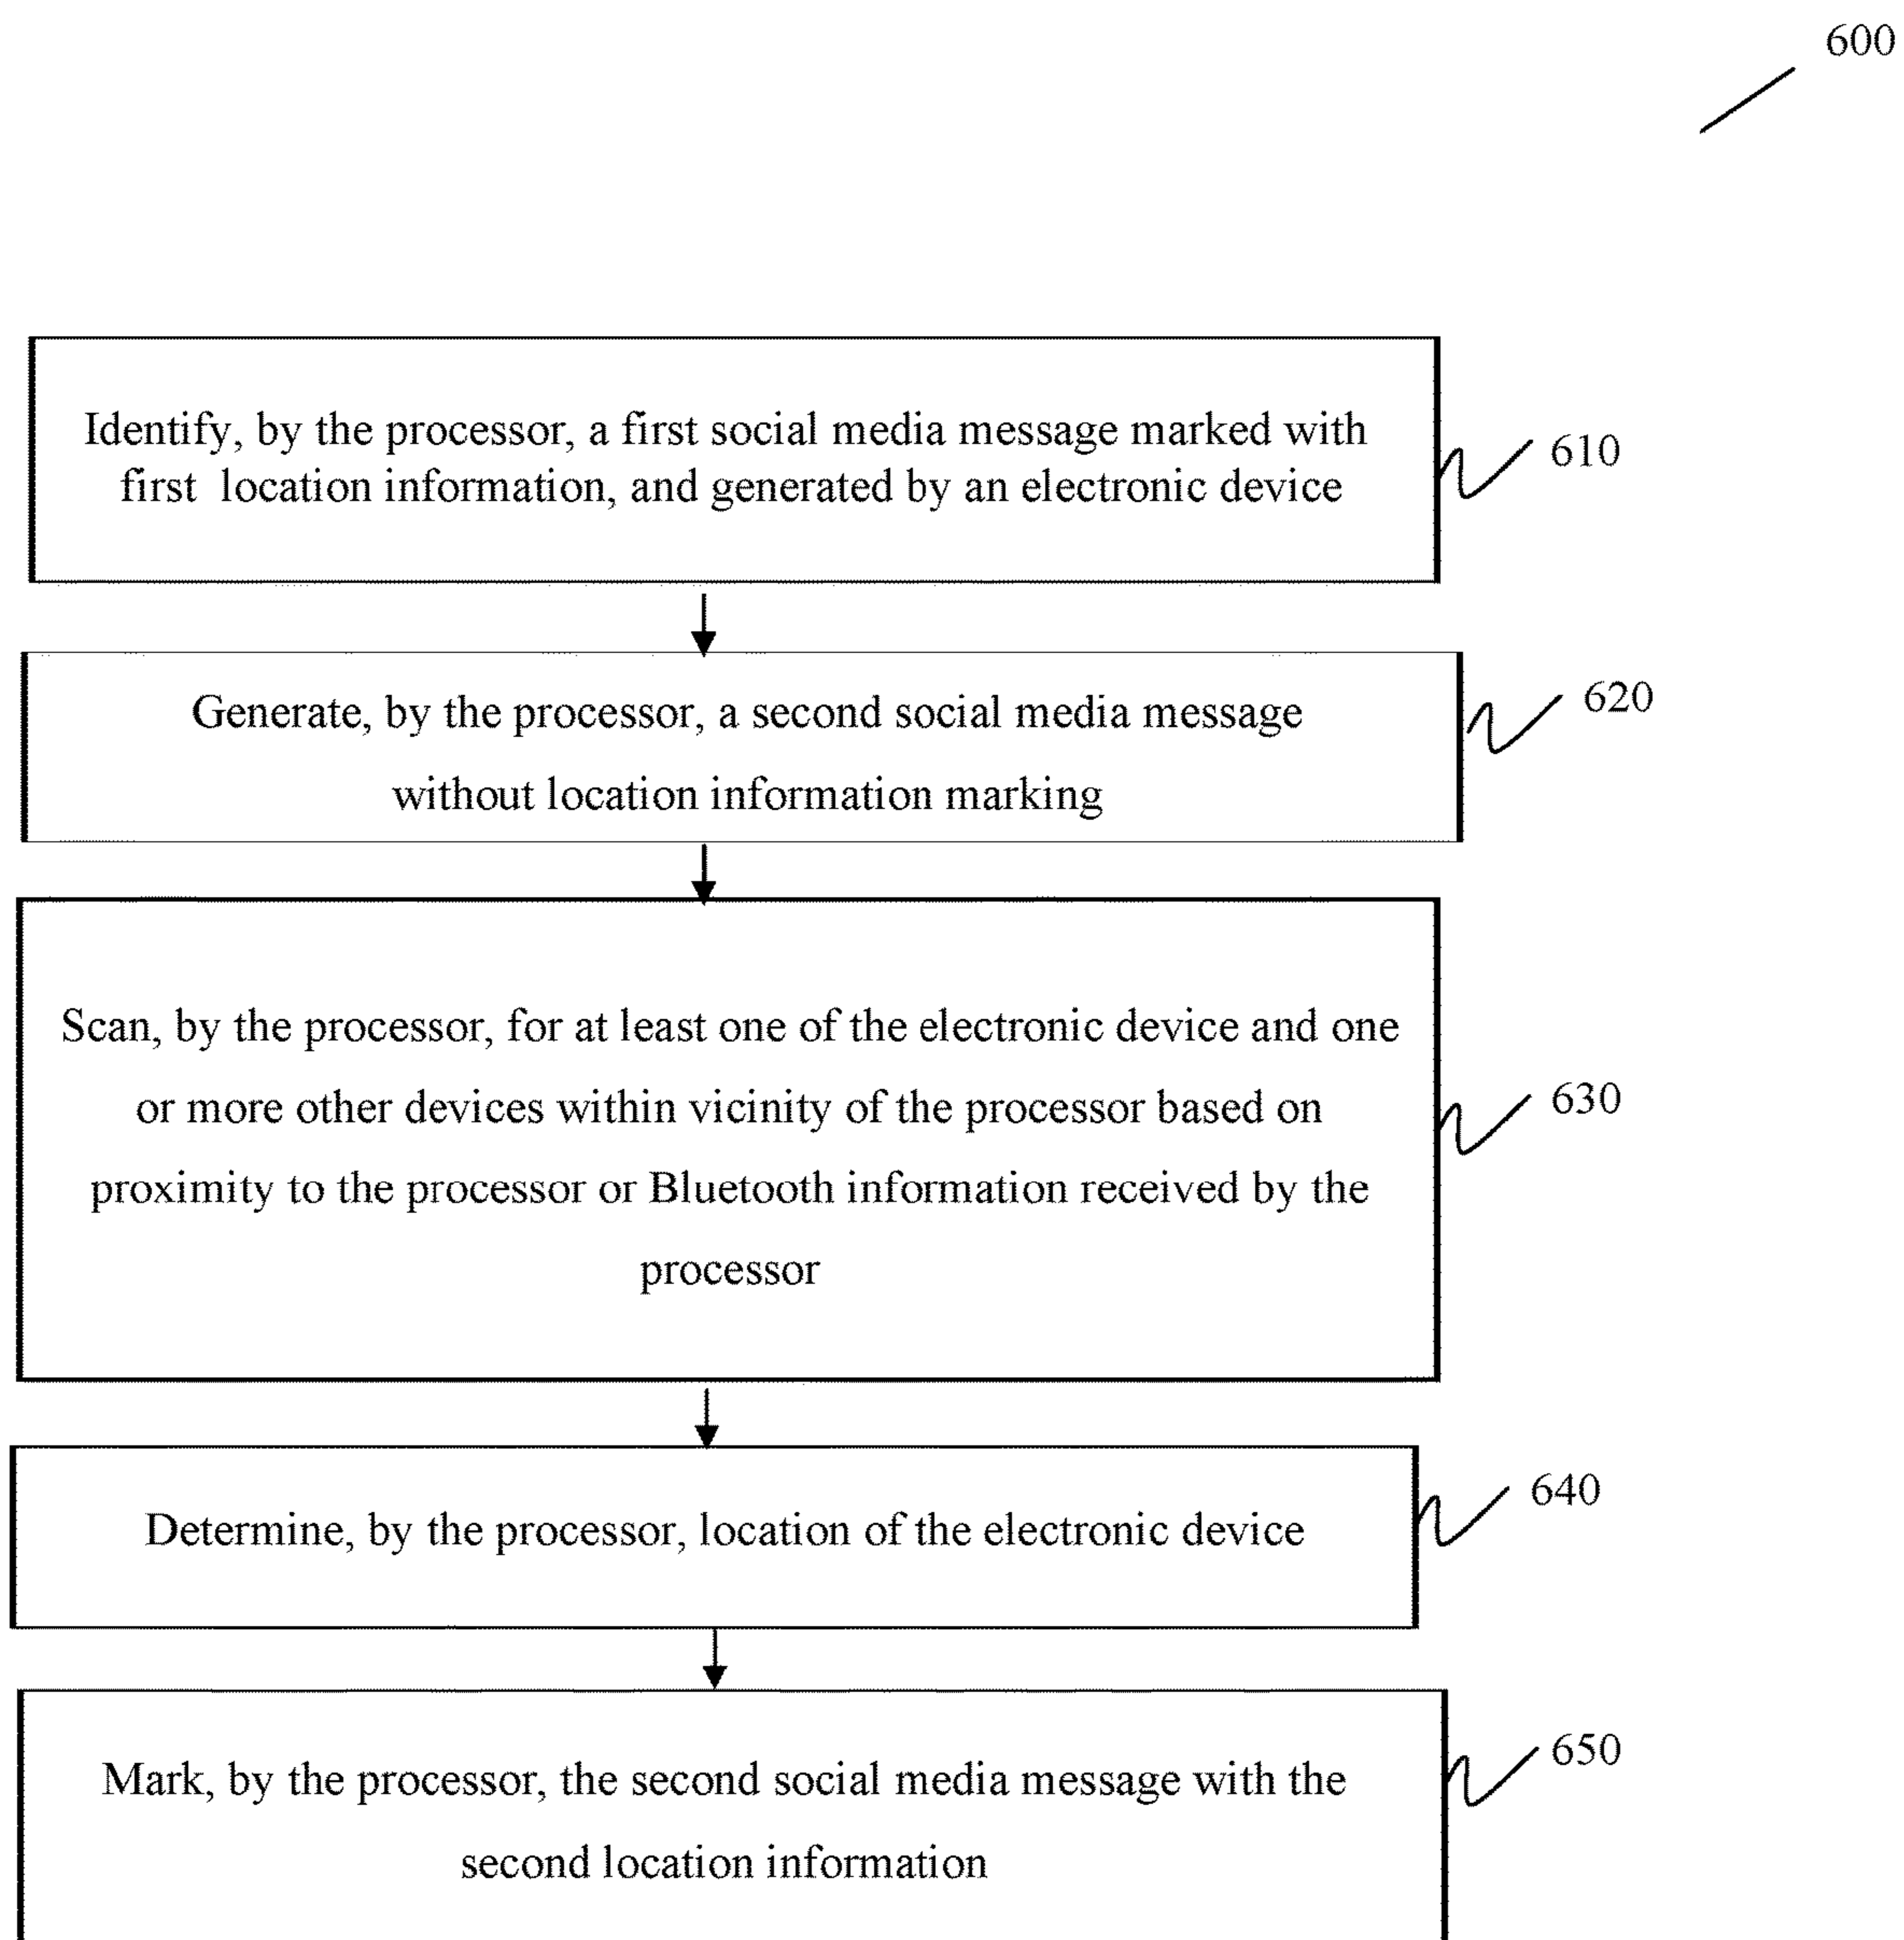 600
Identify, by the processor, a first social media message marked with
first location information, and generated by an electronic device
610
Generate, by the processor, a second social media message
without location information marking
620
Scan, by the processor, for at least one of the electronic device and one
or more other devices within vicinity of the processor based on
proximity to the processor or Bluetooth information received by the
processor
630
Determine, by the processor, location of the electronic device
640
Mark, by the processor, the second social media message with the
second location information
650